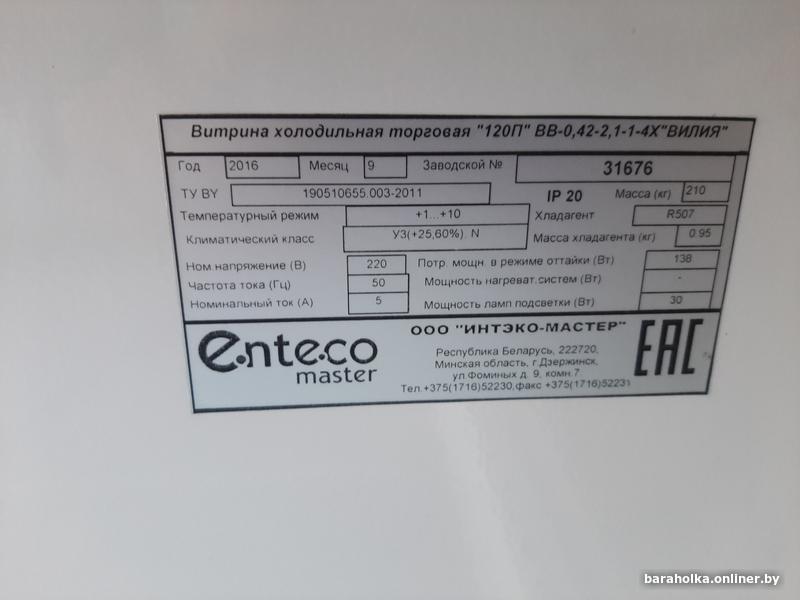 Витрина холодильная торговая "120П" ВВ-0,42-2,1-1-4Х"ВИЛИЯ"
Год 2016 Месяц 9 Заводской № 31676
ТУ BY 190510655.003-2011 IP 20 Масса (кг) 210
Температурный режим +1...+10 Хладагент R507
Климатический класс У3(+25,60%). N Масса хладагента (кг) 0.95
Ном напряжение (В) 220 Потр. мощн. в режиме оттайки (Вт) 138
Частота тока (Гц) 50 Мощность нагреват.систем (Вт) -
Номинальный ток (А) 5 Мощность ламп подсветки (Вт) 30
enteco
master
ООО "ИНТЭКО-МАСТЕР"
Республика Беларусь, 222720,
Минская область, г.Дзержинск,
ул Фоминых д. 9, комн.7
Тел.+375(1716)52230,факс +375(1716)52231
EAC
baraholka.onliner.by